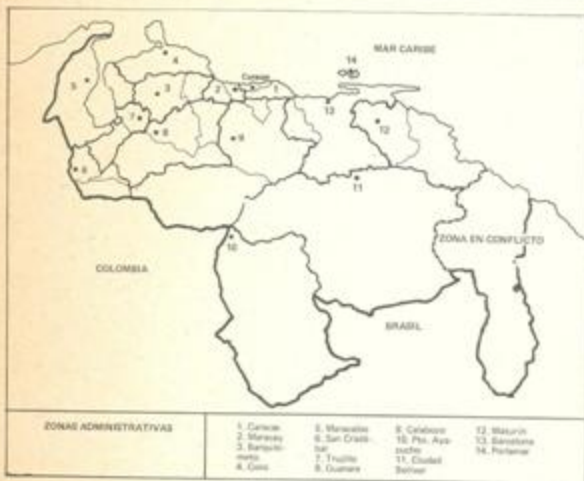 MAR CARIBE
14
4
Caracas
5
3
2
1
13
7
8
12
9
6
11
10
ZONA EN CONFLICTO
COLOMBIA
BRASIL
ZONAS ADMINISTRATIVAS
1. Caracas
2. Maracay
3. Barquisi-
meto
4. Coro
5. Maracaibo
6. San Cristó-
bal
7. Trujillo
8. Guanare
9. Calabozo
10. Pto. Aya-
cucho
11. Ciudad
Bolívar
12. Maturín
13. Barcelona
14. Porlamar